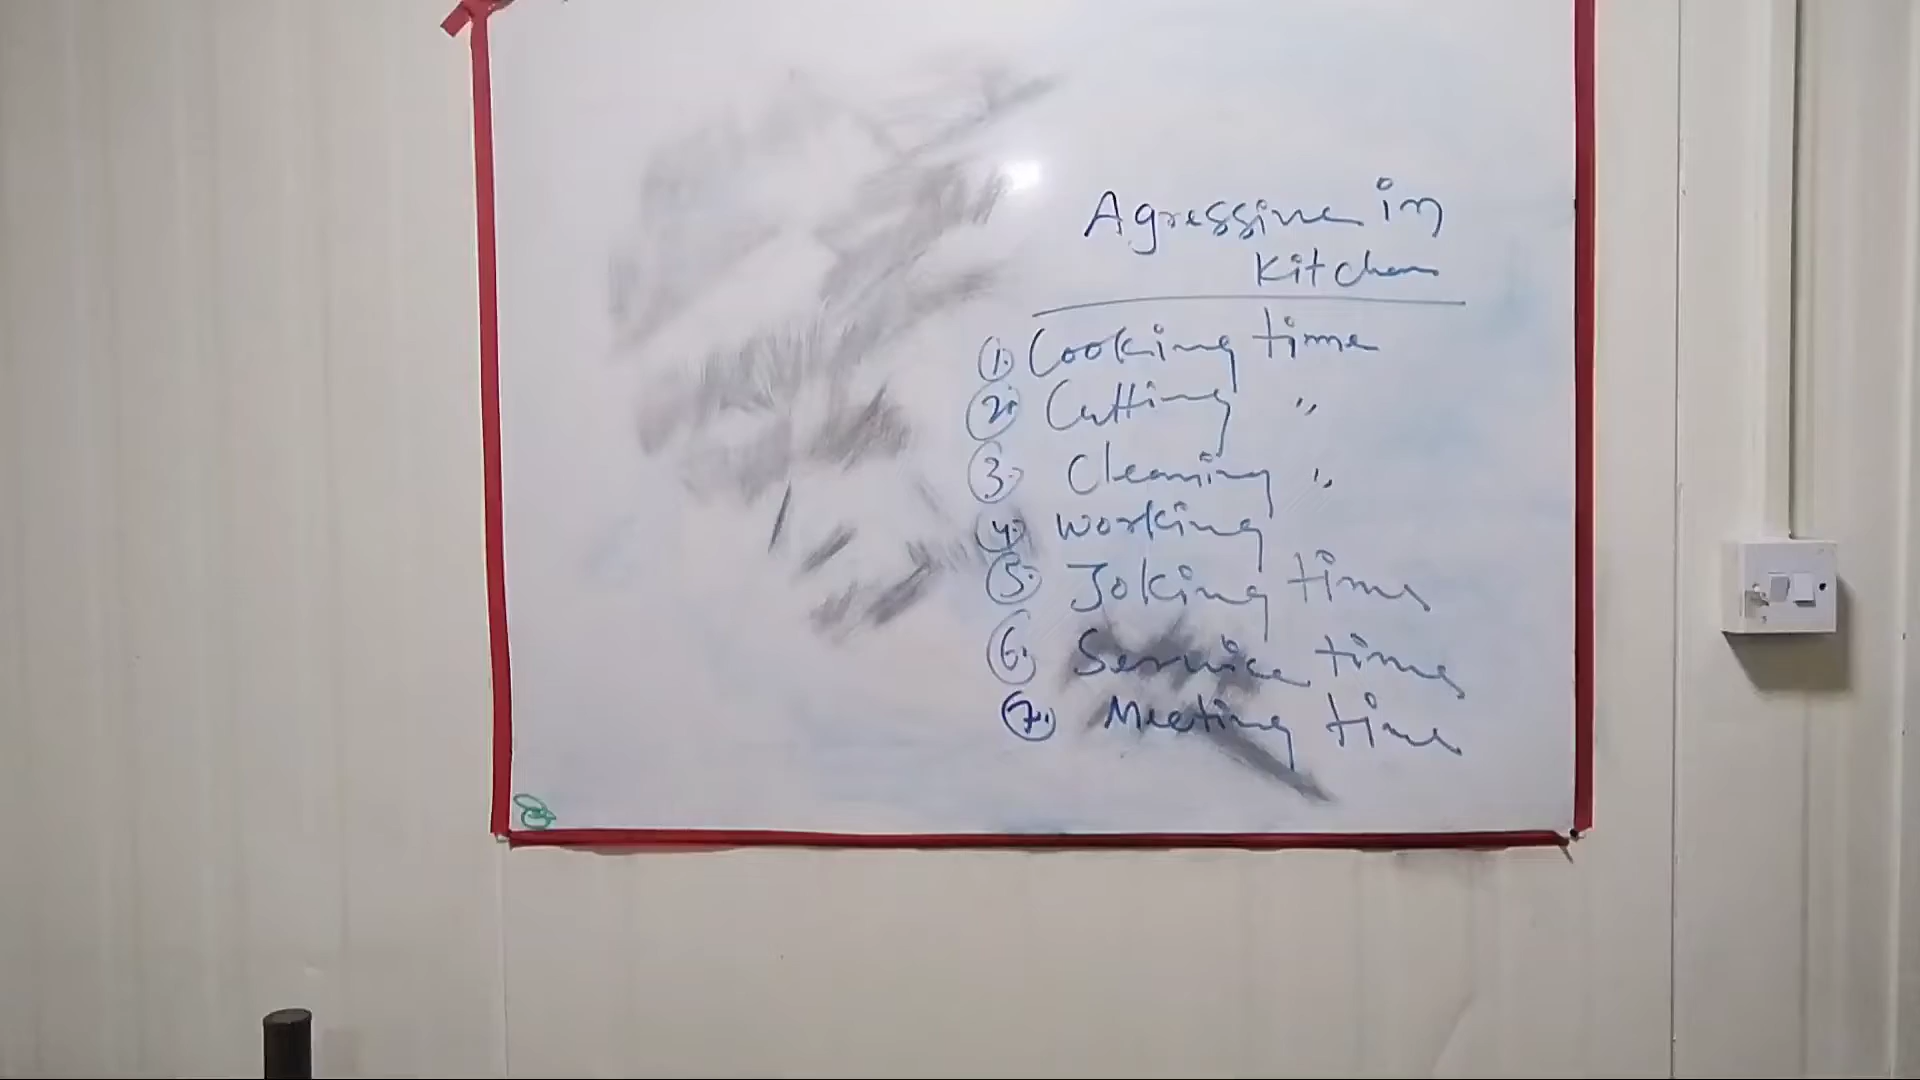 Agressive in
Kitchen
1. Cooking time
2. Cutting "
3. Cleaning "
4. Working
5. Joking time
6. Service time
7. Meeting time